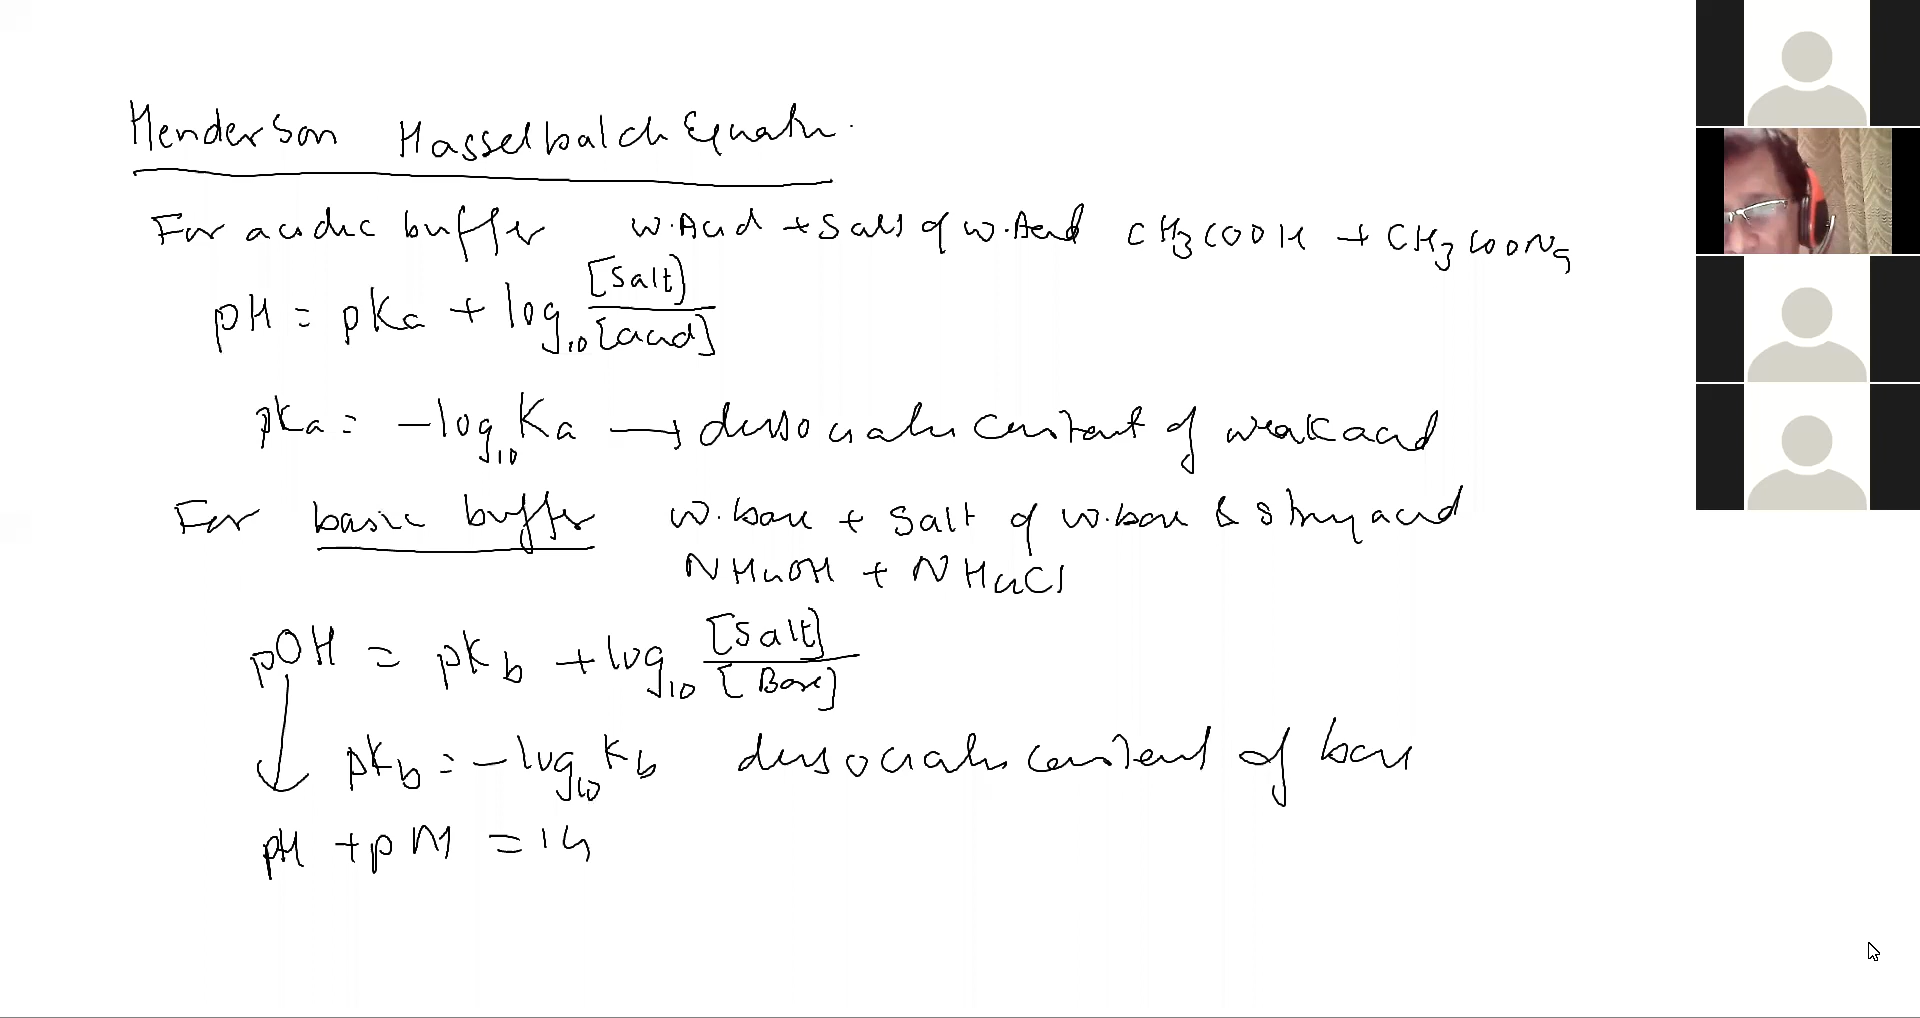 Henderson Hasselbalch Equatn.
For acidic buffer w.Acid + Salt of w.Acid CH3COOH + CH3COONa
pH = pKa + log10 [Salt]/[acid]
pKa = -log10 Ka → dissociation constant of weak acid
For basic buffer w.base + Salt of w.base & strong acid
NH4OH + NH4Cl
pOH = pKb + log10 [Salt]/[Base]
pKb = -log10 Kb dissociation constant of base
pH + pOH = 14